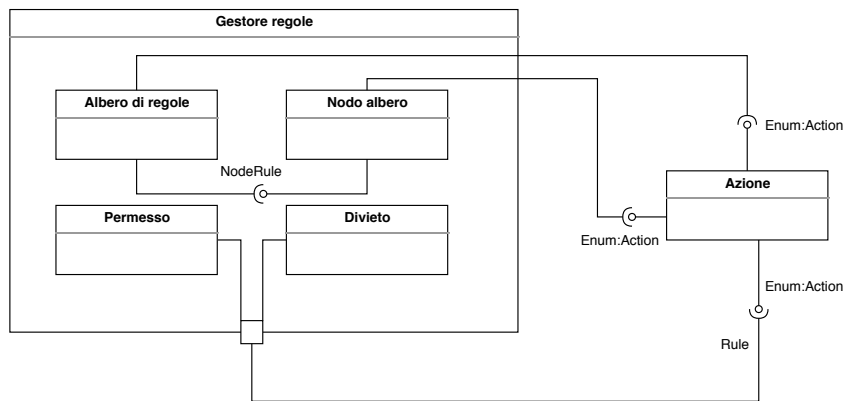 Gestore regole
Albero di regole
Nodo albero
Enum:Action
NodeRule
Azione
Permesso
Divieto
Enum:Action
Enum:Action
Rule